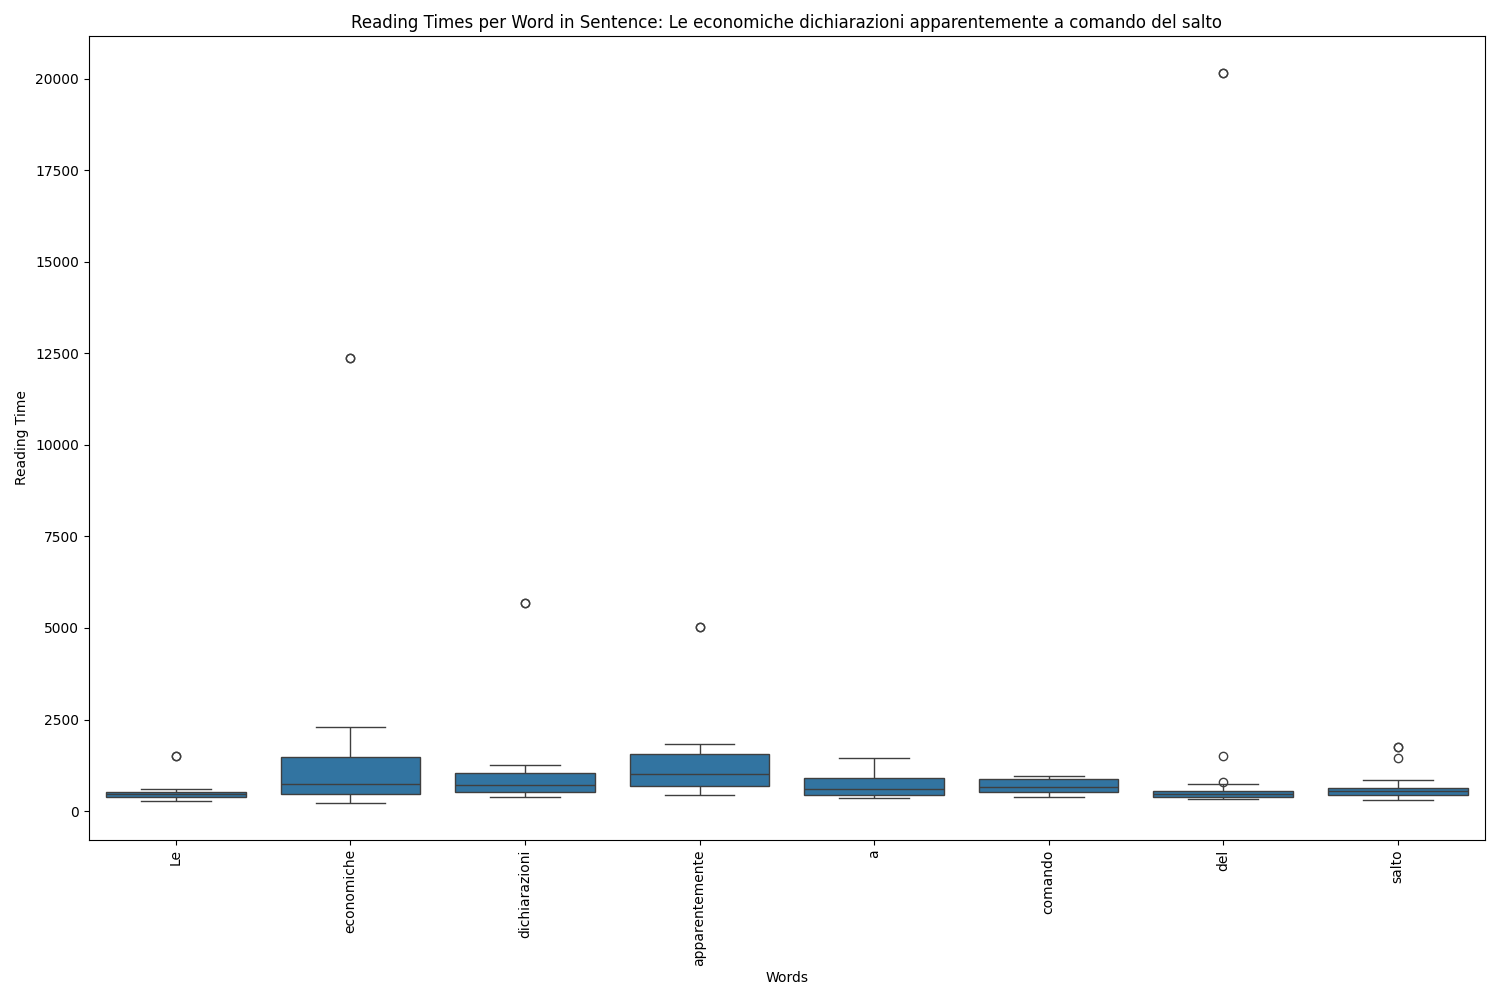 Reading Times per Word in Sentence: Le economiche dichiarazioni apparentemente a comando del salto
20000
17500
15000
12500
10000
7500
5000
2500
0
Reading Time
Le
economiche
dichiarazioni
apparentemente
a
comando
del
salto
Words